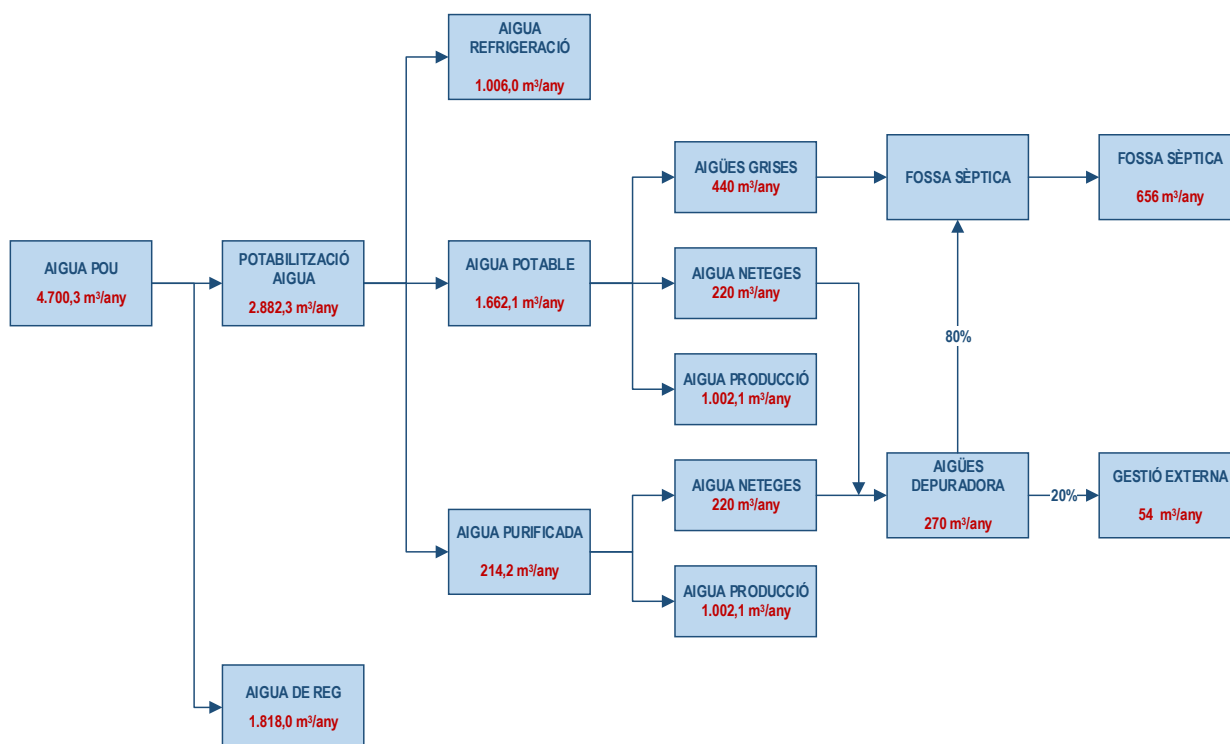 AIGUA
REFRIGERACIÓ
1.006,0 m³/any
AIGÜES GRISES
440 m³/any
FOSSA SÈPTICA
FOSSA SÈPTICA
656 m³/any
AIGUA POU
4.700,3 m³/any
POTABILITZACIÓ
AIGUA
2.882,3 m³/any
AIGUA POTABLE
1.662,1 m³/any
AIGUA NETEGES
220 m³/any
80%
AIGUA PRODUCCIÓ
1.002,1 m³/any
AIGUA PURIFICADA
214,2 m³/any
AIGUA NETEGES
220 m³/any
AIGÜES
DEPURADORA
270 m³/any
20%
GESTIÓ EXTERNA
54 m³/any
AIGUA PRODUCCIÓ
1.002,1 m³/any
AIGUA DE REG
1.818,0 m³/any